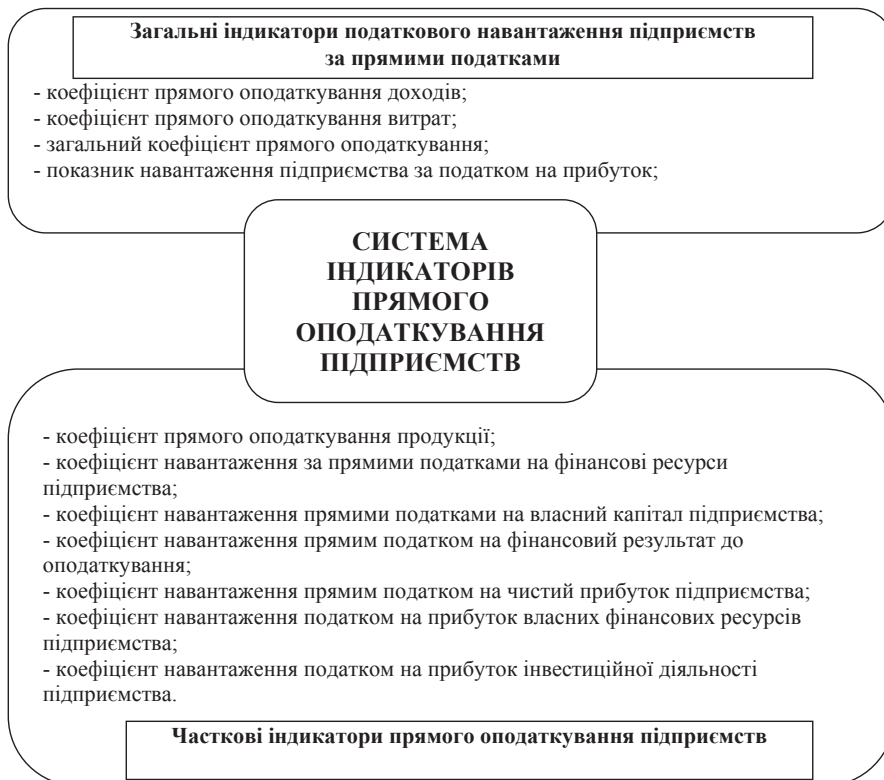 Загальні індикатори податкового навантаження підприємств
за прямими податками
- коефіцієнт прямого оподаткування доходів;
- коефіцієнт прямого оподаткування витрат;
- загальний коефіцієнт прямого оподаткування;
- показник навантаження підприємства за податком на прибуток;
СИСТЕМА
ІНДИКАТОРІВ
ПРЯМОГО
ОПОДАТКУВАННЯ
ПІДПРИЄМСТВ
- коефіцієнт прямого оподаткування продукції;
- коефіцієнт навантаження за прямими податками на фінансові ресурси
підприємства;
- коефіцієнт навантаження прямими податками на власний капітал підприємства;
- коефіцієнт навантаження прямим податком на фінансовий результат до
оподаткування;
- коефіцієнт навантаження прямим податком на чистий прибуток підприємства;
- коефіцієнт навантаження податком на прибуток власних фінансових ресурсів
підприємства;
- коефіцієнт навантаження податком на прибуток інвестиційної діяльності
підприємства.
Часткові індикатори прямого оподаткування підприємств